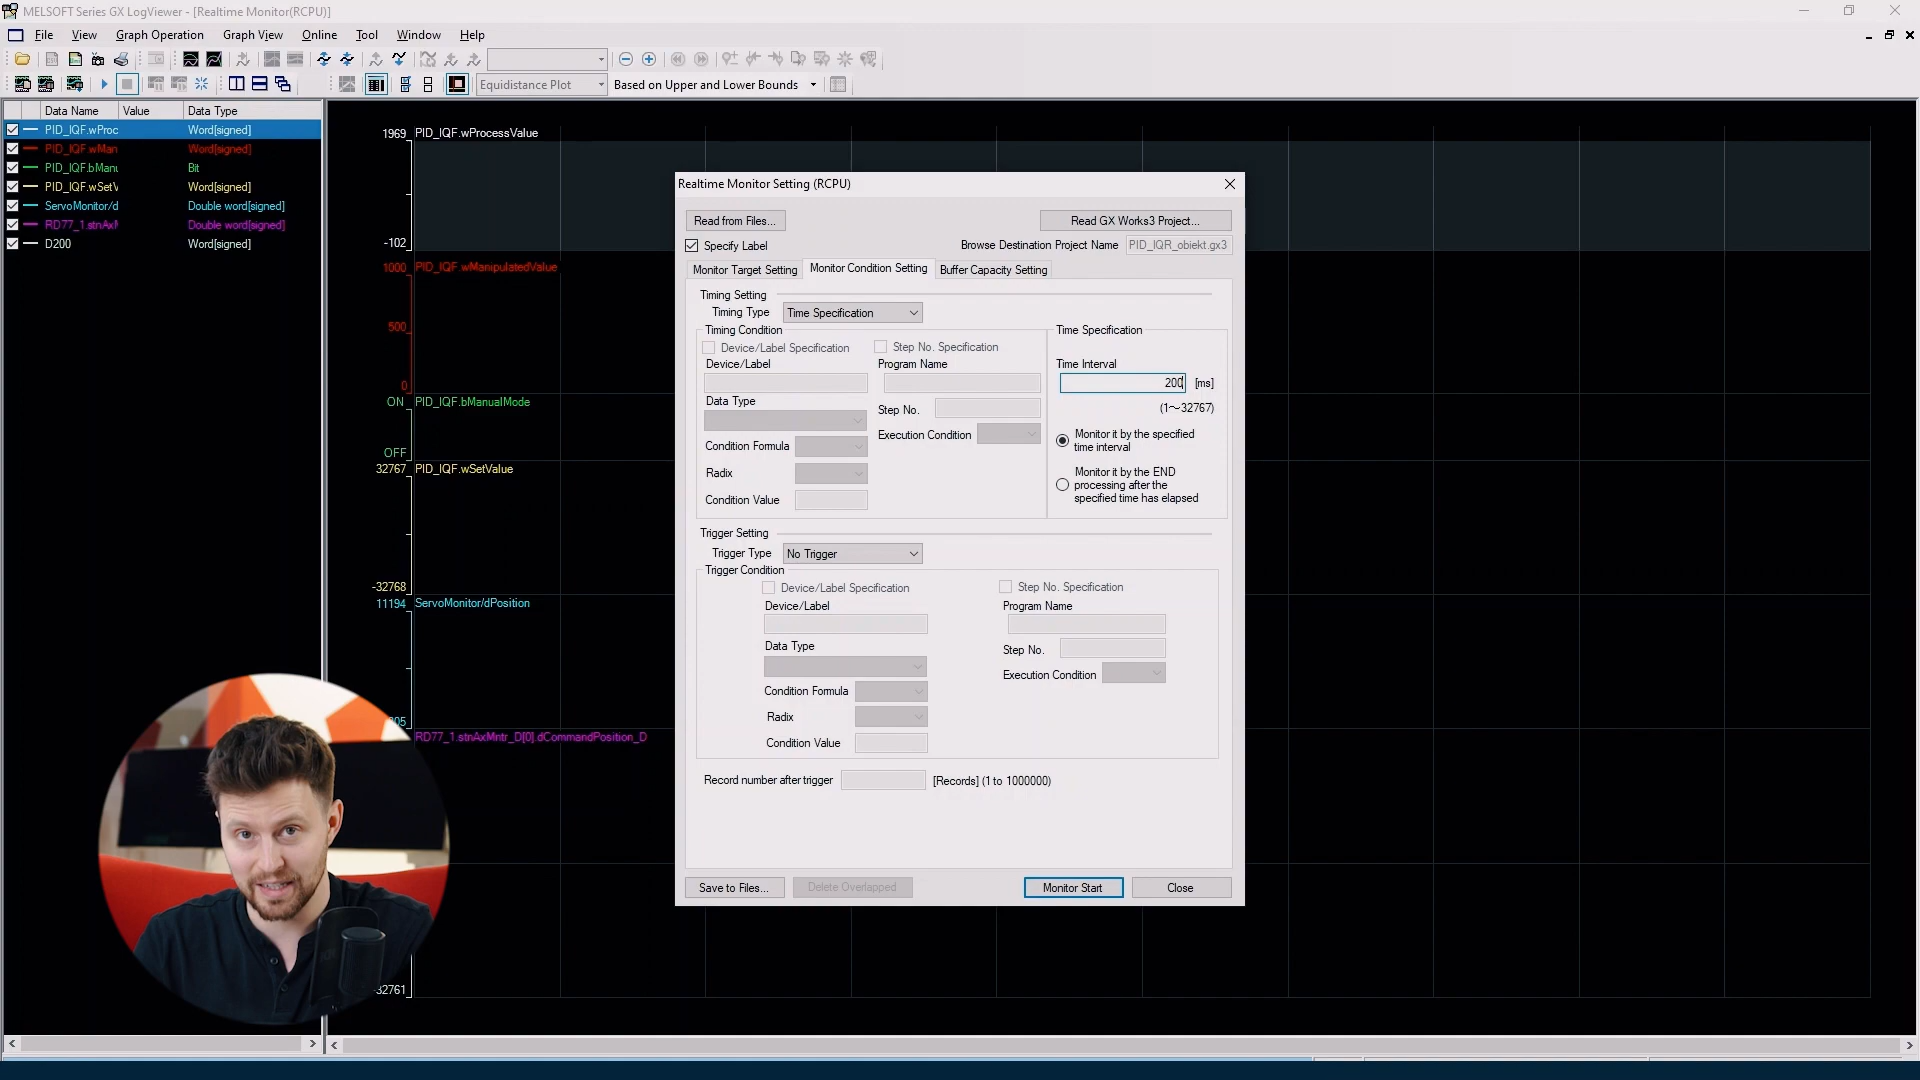 MELSOFT Series GX LogViewer - [Realtime Monitor(RCPU)]
File View Graph Operation Graph View Online Tool Window Help
Equidistance Plot Based on Upper and Lower Bounds
Data Name Value Data Type
PID_IQF.wProc Word[signed]
PID_IQF.wMan Word[signed]
PID_IQF.bManu Bit
PID_IQF.wSetV Word[signed]
ServoMonitor/d Double word[signed]
RD77_1.stnAxM Double word[signed]
D200 Word[signed]
1969 PID_IQF.wProcessValue
-102
1000 PID_IQF.wManipulatedValue
500
0
ON PID_IQF.bManualMode
OFF
32767 PID_IQF.wSetValue
-32768
11194 ServoMonitor/dPosition
RD77_1.stnAxMntr_D[0].dCommandPosition_D
-32761
Realtime Monitor Setting (RCPU)
Read from Files... Read GX Works3 Project...
Specify Label Browse Destination Project Name PID_IQR_obiekt.gx3
Monitor Target Setting Monitor Condition Setting Buffer Capacity Setting
Timing Setting
Timing Type Time Specification
Timing Condition
Device/Label Specification Step No. Specification
Device/Label Program Name
Data Type
Step No.
Condition Formula Execution Condition
Radix
Condition Value
Time Specification
Time Interval
200 [ms]
(1~32767)
Monitor it by the specified
time interval
Monitor it by the END
processing after the
specified time has elapsed
Trigger Setting
Trigger Type No Trigger
Trigger Condition
Device/Label Specification Step No. Specification
Device/Label Program Name
Data Type Step No.
Execution Condition
Condition Formula
Radix
Condition Value
Record number after trigger [Records] (1 to 1000000)
Save to Files... Delete Overlapped Monitor Start Close